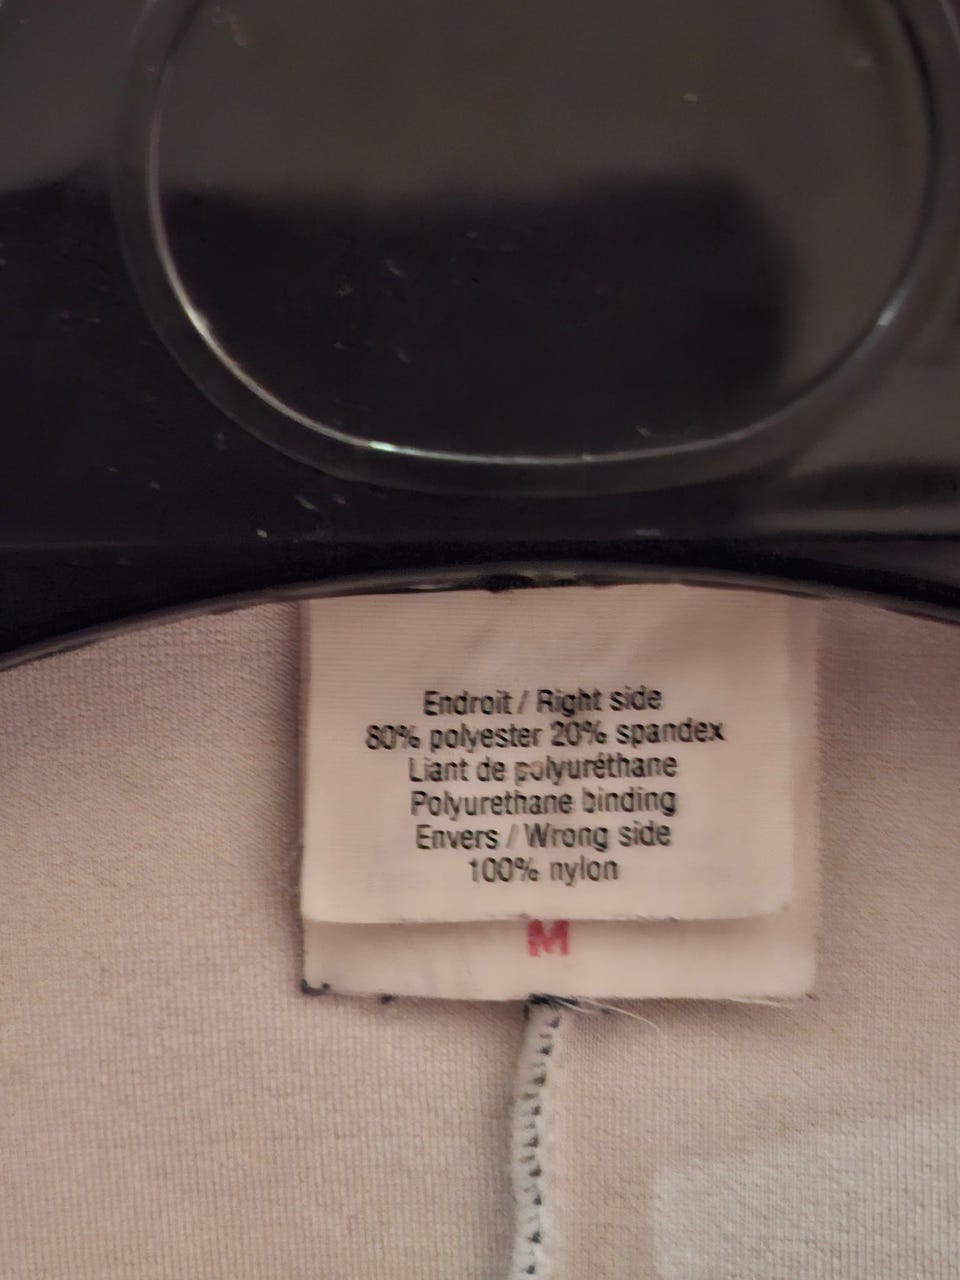 Endroit / Right side
80% polyester 20% spandex
Liant de polyuréthane
Polyurethane binding
Envers / Wrong side
100% nylon
M